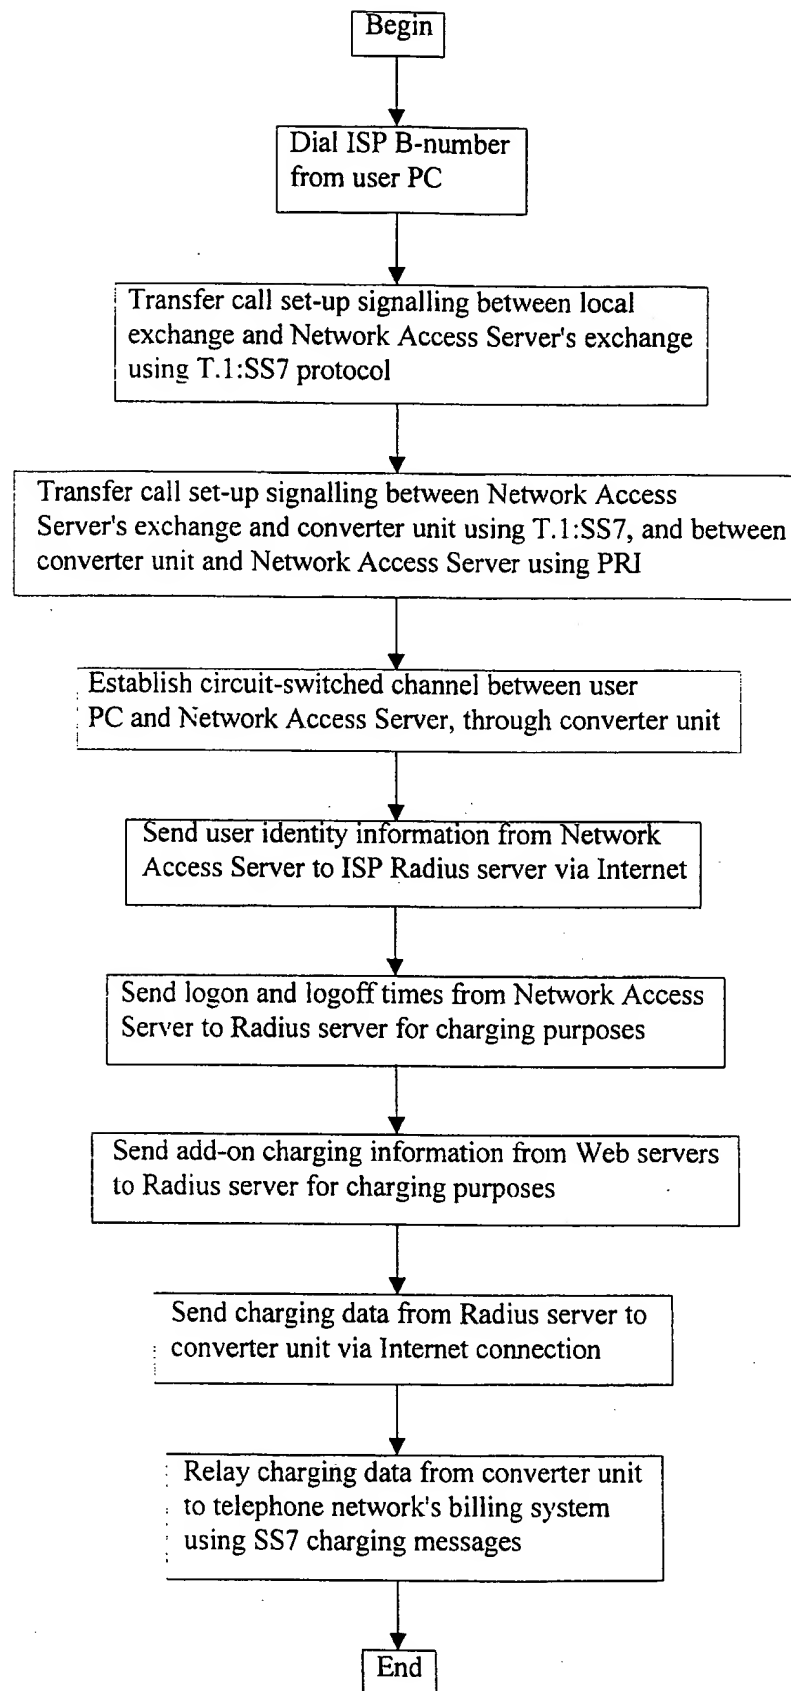 Begin
Dial ISP B-number
from user PC
Transfer call set-up signalling between local
exchange and Network Access Server's exchange
using T.1:SS7 protocol
Transfer call set-up signalling between Network Access
Server's exchange and converter unit using T.1:SS7, and between
converter unit and Network Access Server using PRI
Establish circuit-switched channel between user
PC and Network Access Server, through converter unit
Send user identity information from Network
Access Server to ISP Radius server via Internet
Send logon and logoff times from Network Access
Server to Radius server for charging purposes
Send add-on charging information from Web servers
to Radius server for charging purposes
Send charging data from Radius server to
converter unit via Internet connection
Relay charging data from converter unit
to telephone network's billing system
using SS7 charging messages
End